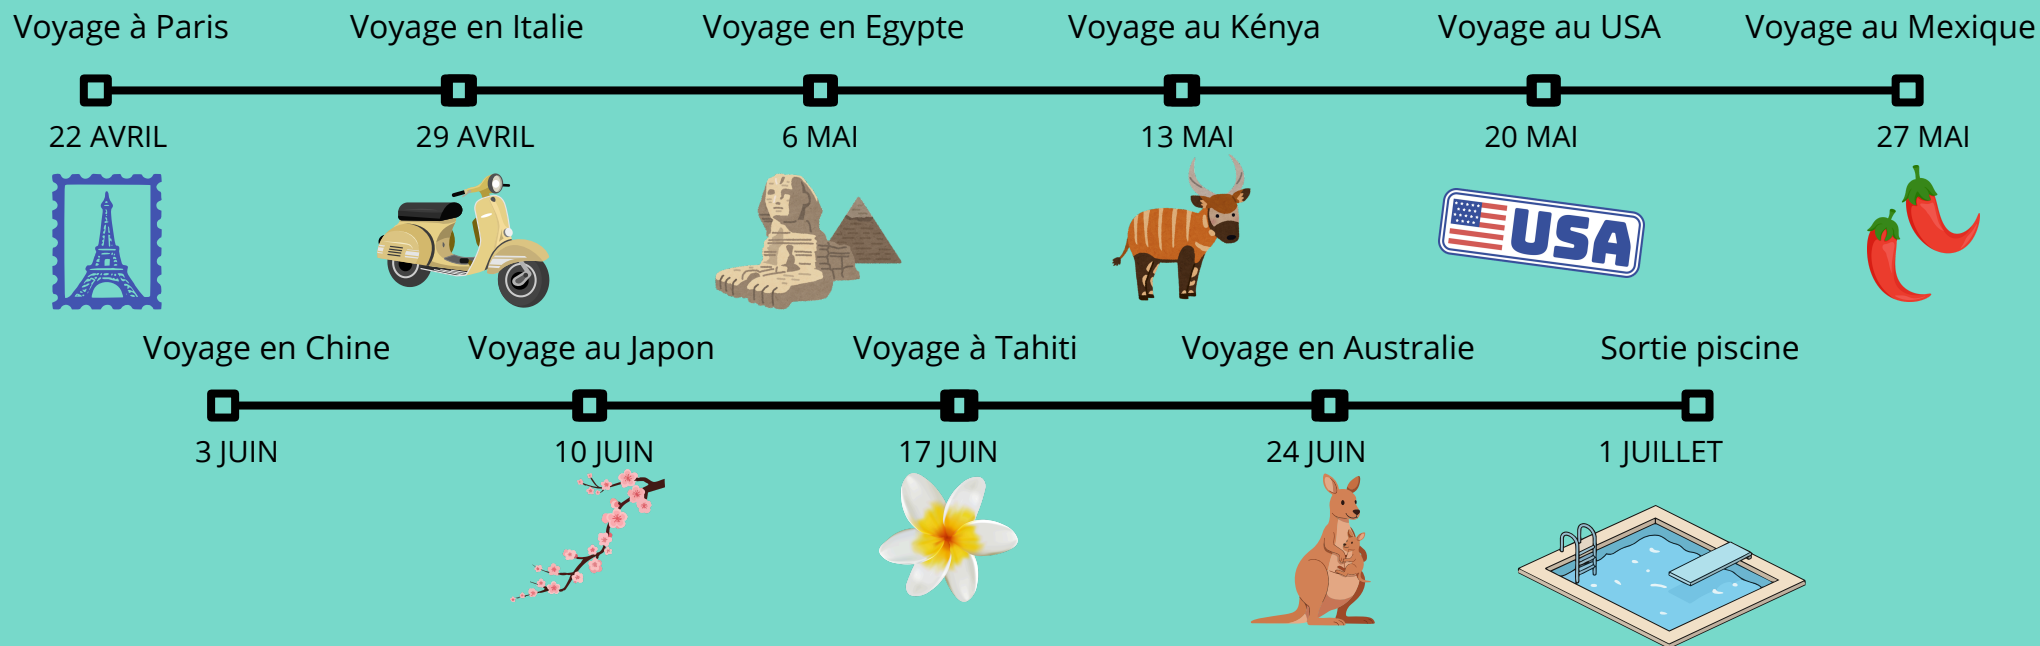 Voyage à Paris
Voyage en Italie
Voyage en Egypte
Voyage au Kénya
Voyage au USA
Voyage au Mexique
22 AVRIL
29 AVRIL
6 MAI
13 MAI
20 MAI
27 MAI
USA
Voyage en Chine
Voyage au Japon
Voyage à Tahiti
Voyage en Australie
Sortie piscine
3 JUIN
10 JUIN
17 JUIN
24 JUIN
1 JUILLET